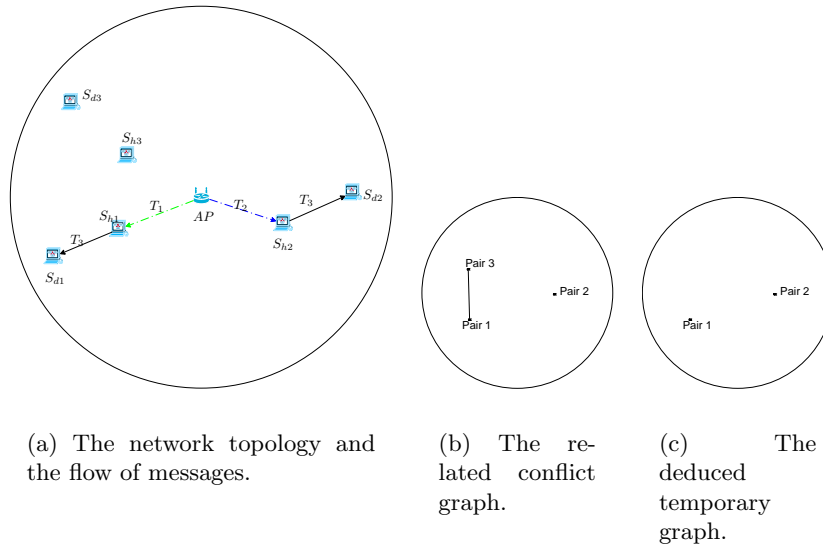 S_{d3}
S_{h3}
S_{d2}
T_3
T_1
T_2
AP
S_{h1}
S_{h2}
T_3
S_{d1}
Pair 3
Pair 2
Pair 1
Pair 2
Pair 1
(a) The network topology and
the flow of messages.
(b) The re-
lated conflict
graph.
(c) The
deduced
temporary
graph.